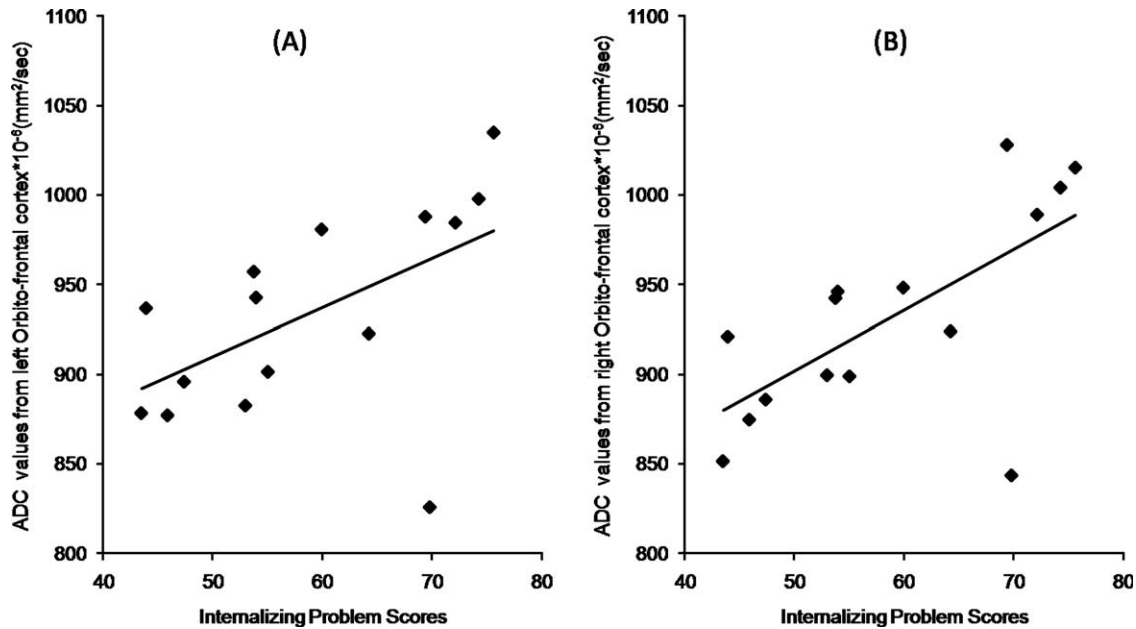 (A)
ADC values from left Orbito-frontal cortex*10⁻⁶(mm²/sec)
1100
1050
1000
950
900
850
800
40 50 60 70 80
Internalizing Problem Scores
(B)
ADC values from right Orbito-frontal cortex*10⁻⁶(mm²/sec)
1100
1050
1000
950
900
850
800
40 50 60 70 80
Internalizing Problem Scores